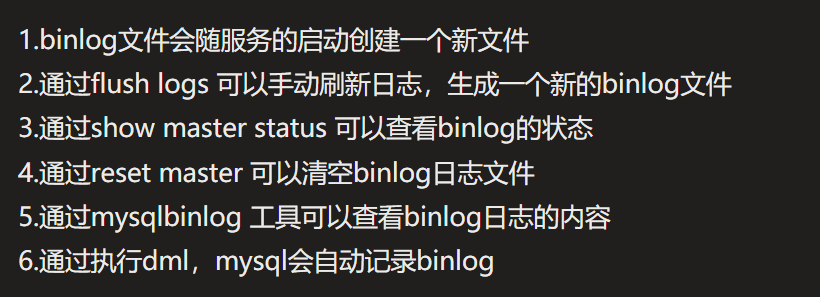 1.binlog文件会随服务的启动创建一个新文件
2.通过flush logs 可以手动刷新日志，生成一个新的binlog文件
3.通过show master status 可以查看binlog的状态
4.通过reset master 可以清空binlog日志文件
5.通过mysqlbinlog 工具可以查看binlog日志的内容
6.通过执行dml，mysql会自动记录binlog